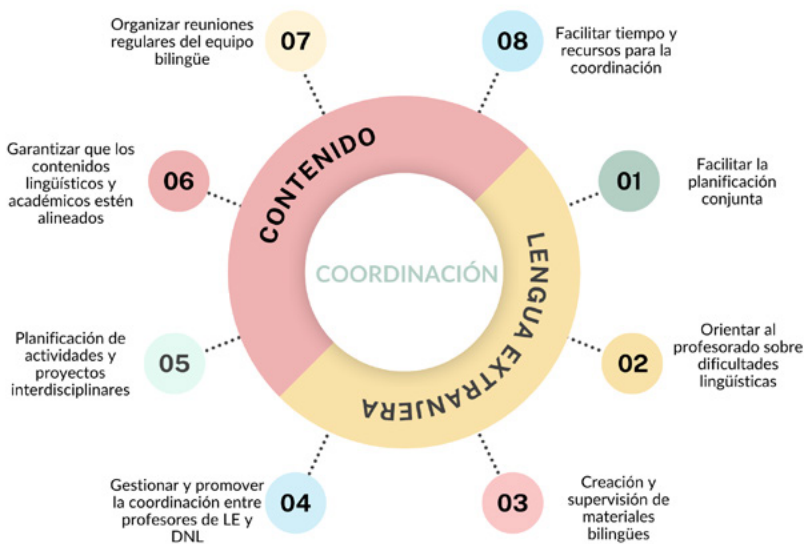 07
Organizar reuniones
regulares del equipo
bilingüe
08
Facilitar tiempo y
recursos para la
coordinación
06
Garantizar que los
contenidos
lingüísticos y
académicos estén
alineados
01
Facilitar la
planificación
conjunta
CONTENIDO
COORDINACIÓN
LENGUA EXTRANJERA
05
Planificación de
actividades y
proyectos
interdisciplinares
02
Orientar al
profesorado sobre
dificultades
lingüísticas
04
Gestionar y promover
la coordinación entre
profesores de LE y
DNL
03
Creación y
supervisión de
materiales
bilingües